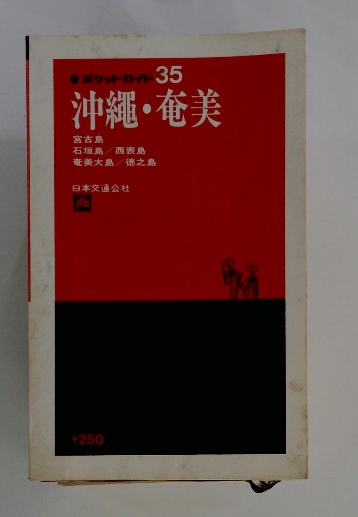 ●ポケットガイド35
沖縄・奄美
宮古島
石垣島／西表島
奄美大島／徳之島
日本交通公社
¥250